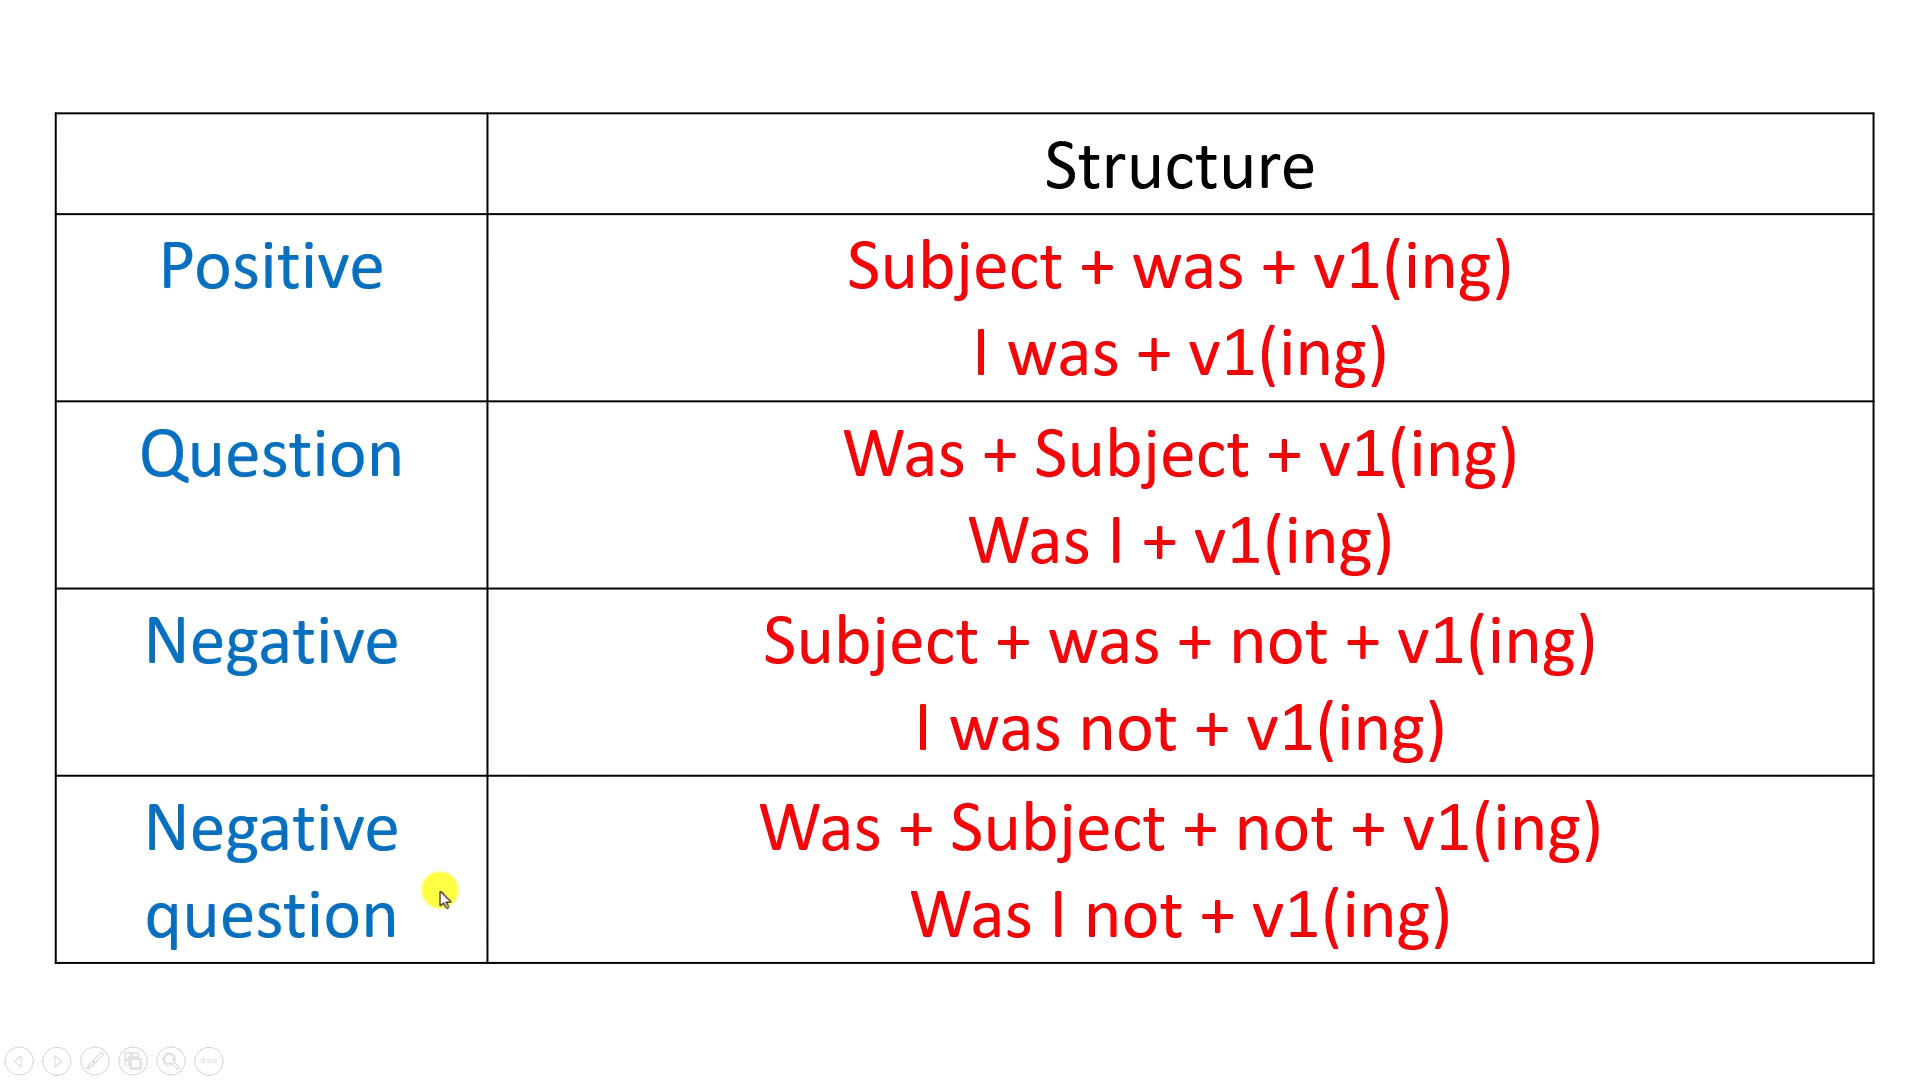 Structure
Positive
Subject + was + v1(ing)
I was + v1(ing)
Question
Was + Subject + v1(ing)
Was I + v1(ing)
Negative
Subject + was + not + v1(ing)
I was not + v1(ing)
Negative
question
Was + Subject + not + v1(ing)
Was I not + v1(ing)